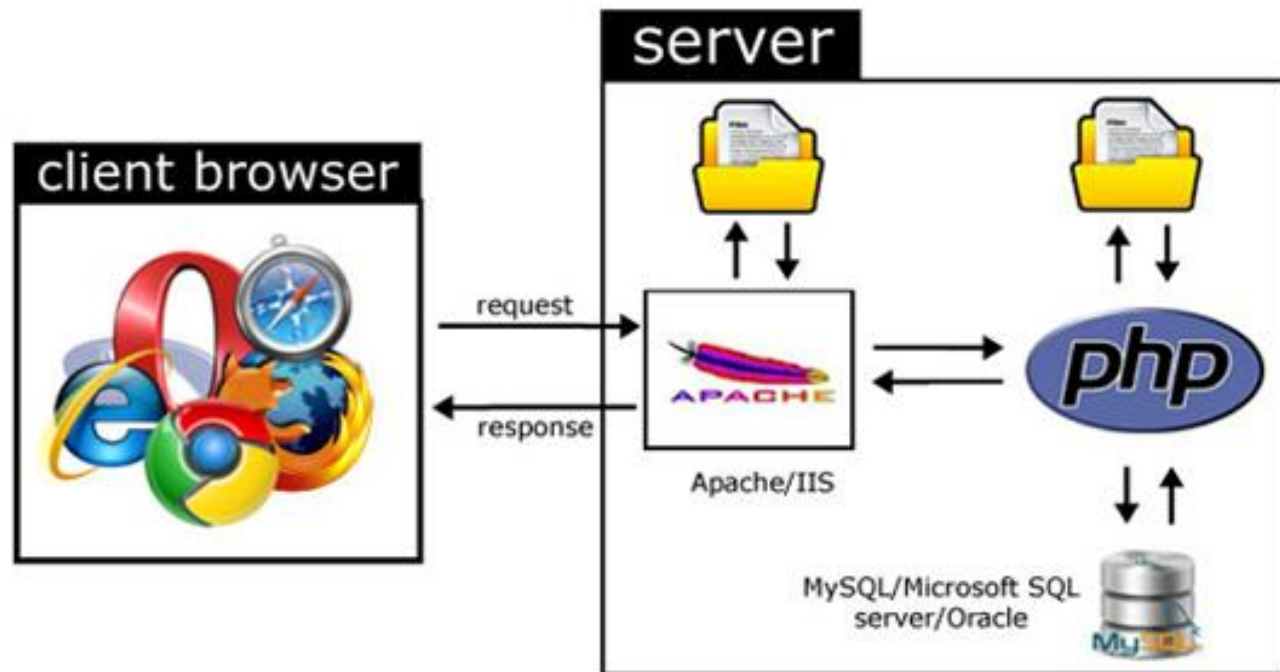 server
client browser
request
response
APACHE
Apache/IIS
php
MySQL/Microsoft SQL
server/Oracle
MySQL